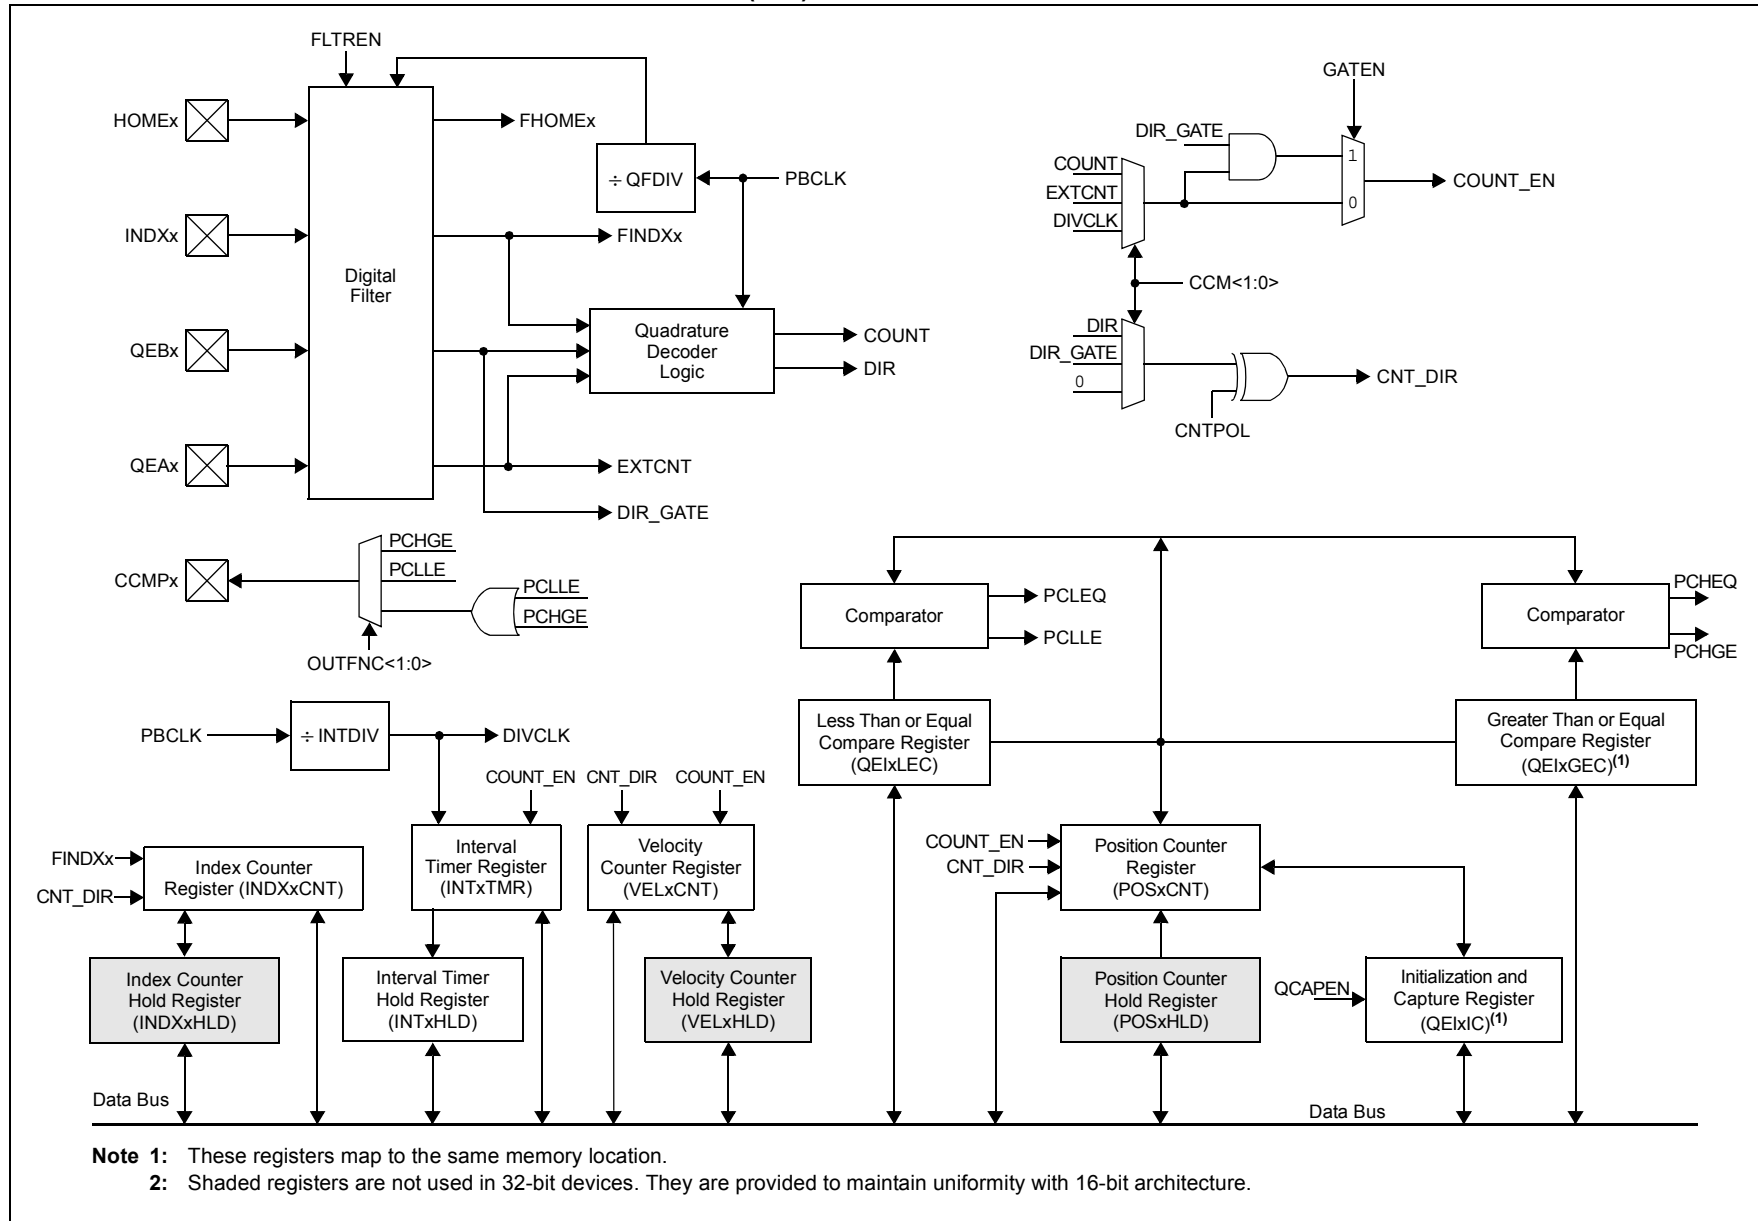 FLTREN
HOMEx
FHOMEx
÷ QFDIV
PBCLK
INDXx
FINDXx
Digital
Filter
QEBx
Quadrature
Decoder
Logic
COUNT
DIR
QEAx
EXTCNT
DIR_GATE
GATEN
DIR_GATE
COUNT
EXTCNT
DIVCLK
1
0
COUNT_EN
CCM<1:0>
DIR
DIR_GATE
0
CNT_DIR
CNTPOL
CCMPx
PCHGE
PCLLE
PCLLE
PCHGE
OUTFNC<1:0>
Comparator
PCLEQ
PCLLE
Comparator
PCHEQ
PCHGE
PBCLK
÷ INTDIV
DIVCLK
Less Than or Equal
Compare Register
(QEIxLEC)
Greater Than or Equal
Compare Register
(QEIxGEC)(1)
COUNT_EN
CNT_DIR
COUNT_EN
FINDXx
CNT_DIR
Index Counter
Register (INDXxCNT)
Interval
Timer Register
(INTxTMR)
Velocity
Counter Register
(VELxCNT)
COUNT_EN
CNT_DIR
Position Counter
Register
(POSxCNT)
Index Counter
Hold Register
(INDXxHLD)
Interval Timer
Hold Register
(INTxHLD)
Velocity Counter
Hold Register
(VELxHLD)
Position Counter
Hold Register
(POSxHLD)
QCAPEN
Initialization and
Capture Register
(QEIxIC)(1)
Data Bus
Data Bus
Note 1: These registers map to the same memory location.
2: Shaded registers are not used in 32-bit devices. They are provided to maintain uniformity with 16-bit architecture.